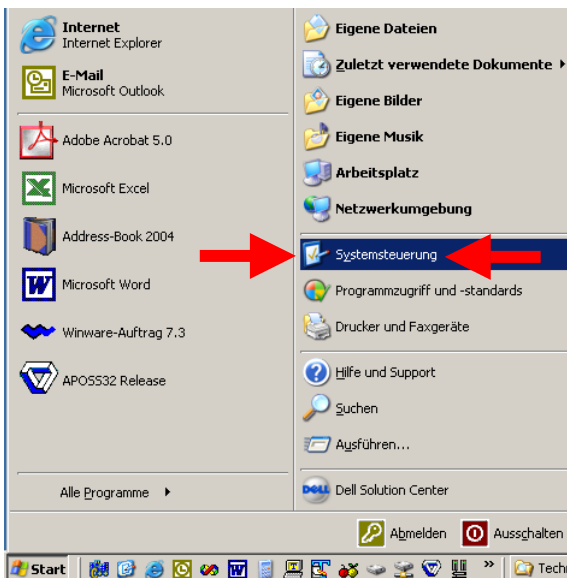 Internet
Internet Explorer
E-Mail
Microsoft Outlook
Adobe Acrobat 5.0
Microsoft Excel
Address-Book 2004
Microsoft Word
Winware-Auftrag 7.3
APOSS32 Release
Alle Programme
Eigene Dateien
Zuletzt verwendete Dokumente
Eigene Bilder
Eigene Musik
Arbeitsplatz
Netzwerkumgebung
Systemsteuerung
Programmzugriff und -standards
Drucker und Faxgeräte
Hilfe und Support
Suchen
Ausführen...
DELL Dell Solution Center
Abmelden Ausschalten
Start » Techn